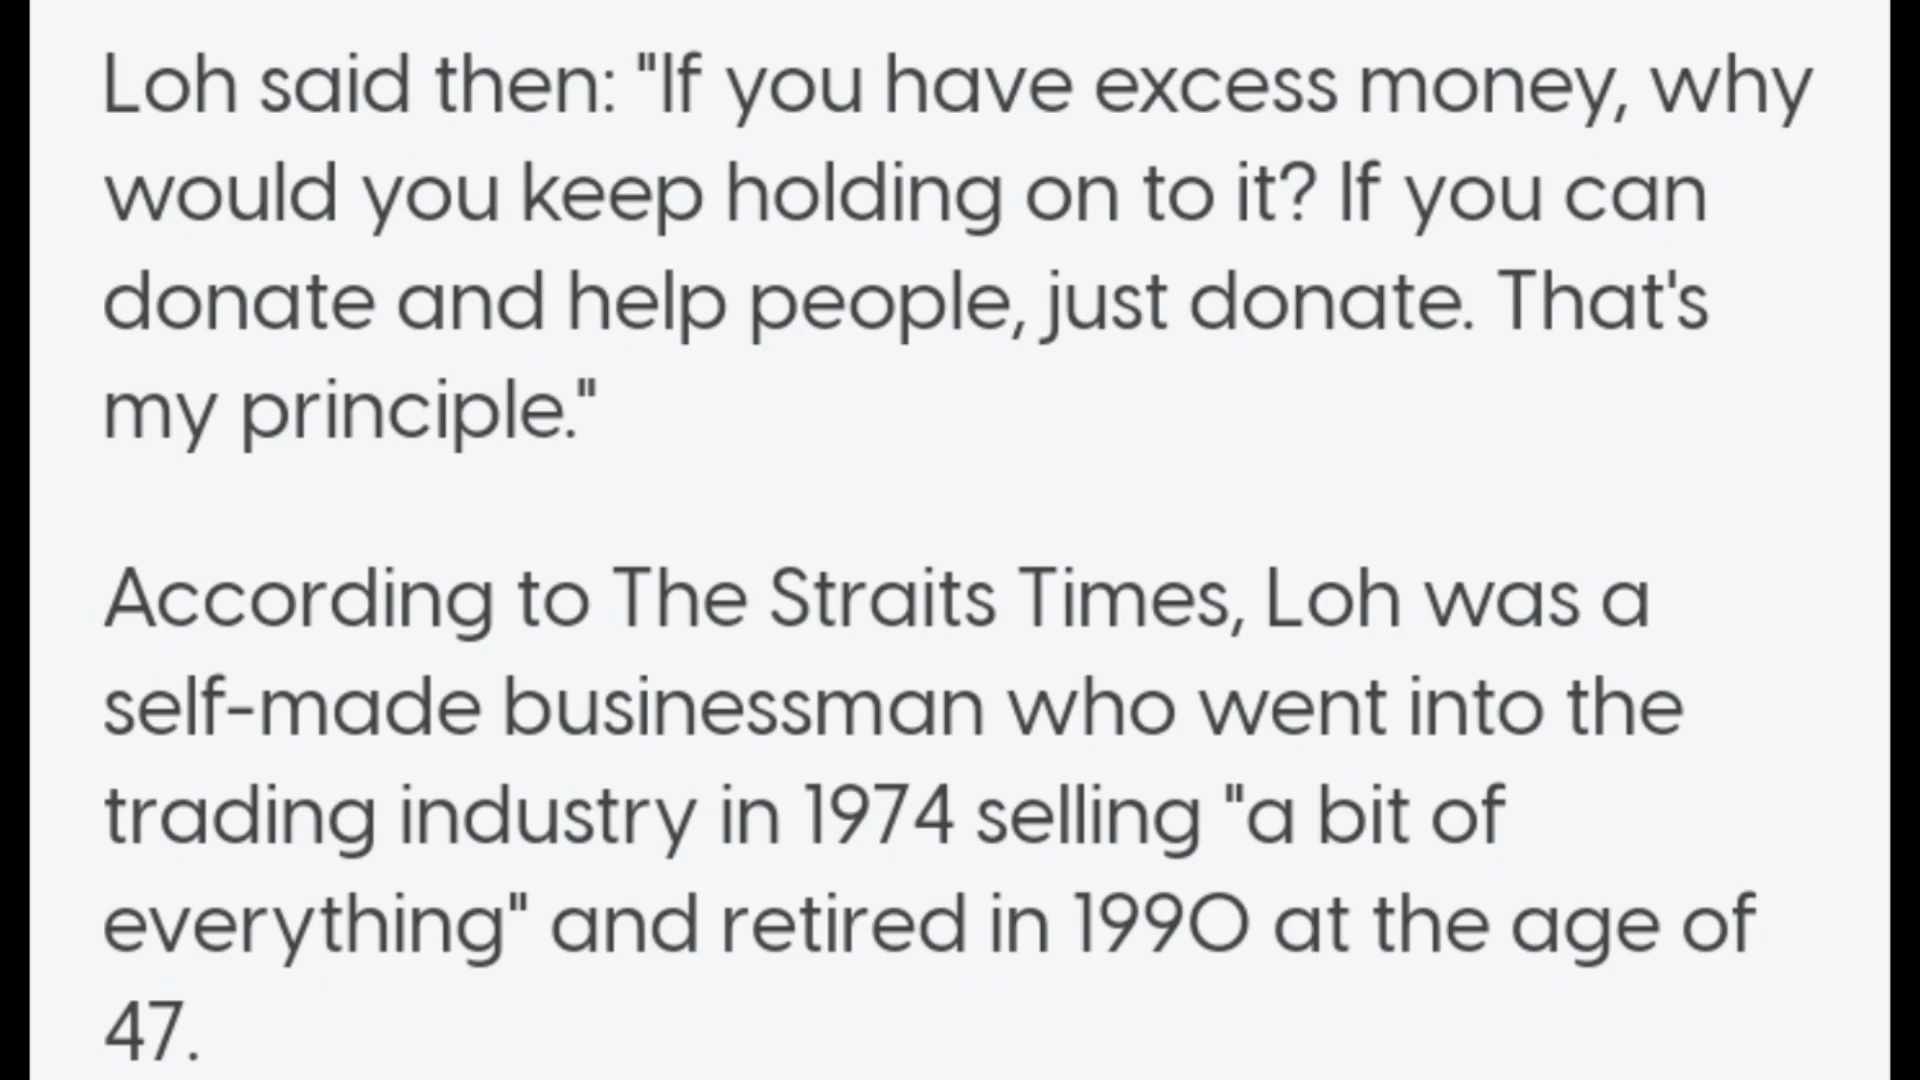 Loh said then: "If you have excess money, why
would you keep holding on to it? If you can
donate and help people, just donate. That's
my principle."
According to The Straits Times, Loh was a
self-made businessman who went into the
trading industry in 1974 selling "a bit of
everything" and retired in 1990 at the age of
47.